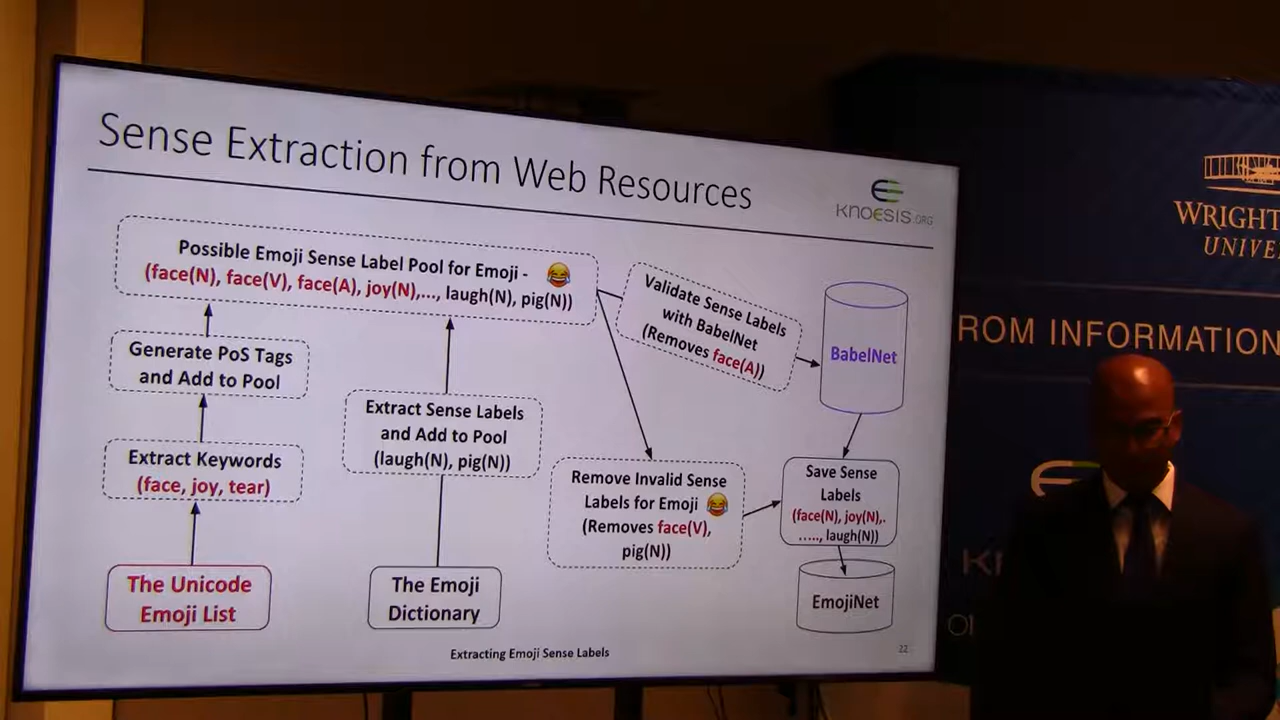 Sense Extraction from Web Resources
KNOESIS.ORG
Possible Emoji Sense Label Pool for Emoji - 😂
(face(N), face(V), face(A), joy(N),..., laugh(N), pig(N))
Validate Sense Labels
with BabelNet
(Removes face(A))
BabelNet
Generate PoS Tags
and Add to Pool
Extract Sense Labels
and Add to Pool
(laugh(N), pig(N))
Extract Keywords
(face, joy, tear)
Remove Invalid Sense
Labels for Emoji 😂
(Removes face(V),
pig(N))
Save Sense
Labels
(face(N), joy(N),.
....., laugh(N))
The Unicode
Emoji List
The Emoji
Dictionary
EmojiNet
Extracting Emoji Sense Labels
22
WRIGHT
UNIVE
ROM INFORMATION